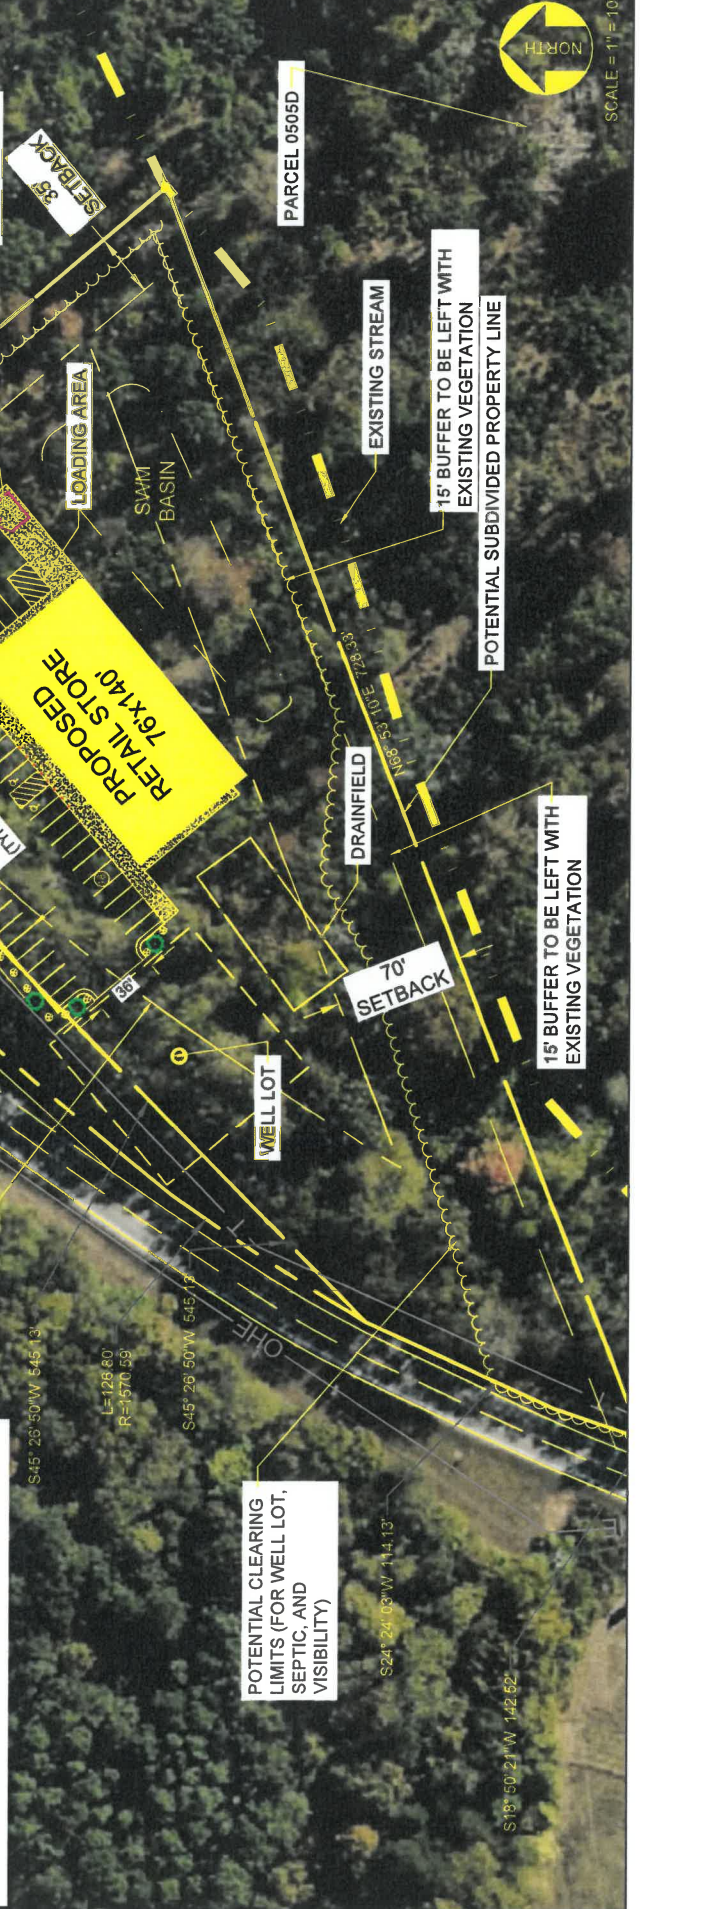 35'
SETBACK
LOADING AREA
SWM
BASIN
PROPOSED
RETAIL STORE
76'X140'
36'
WELL LOT
DRAINFIELD
70'
SETBACK
PARCEL 0505D
EXISTING STREAM
15' BUFFER TO BE LEFT WITH
EXISTING VEGETATION
POTENTIAL SUBDIVIDED PROPERTY LINE
N68° 53' 10"E 728.33'
15' BUFFER TO BE LEFT WITH
EXISTING VEGETATION
NORTH
SCALE = 1" = 10
S45° 26' 50"W 545.13'
L=128.80'
R=1570.59'
S45° 26' 50"W 545.13'
OHE
T
POTENTIAL CLEARING
LIMITS (FOR WELL LOT,
SEPTIC, AND
VISIBILITY)
S24° 24' 03"W 114.13'
S18° 50' 21"W 142.52'